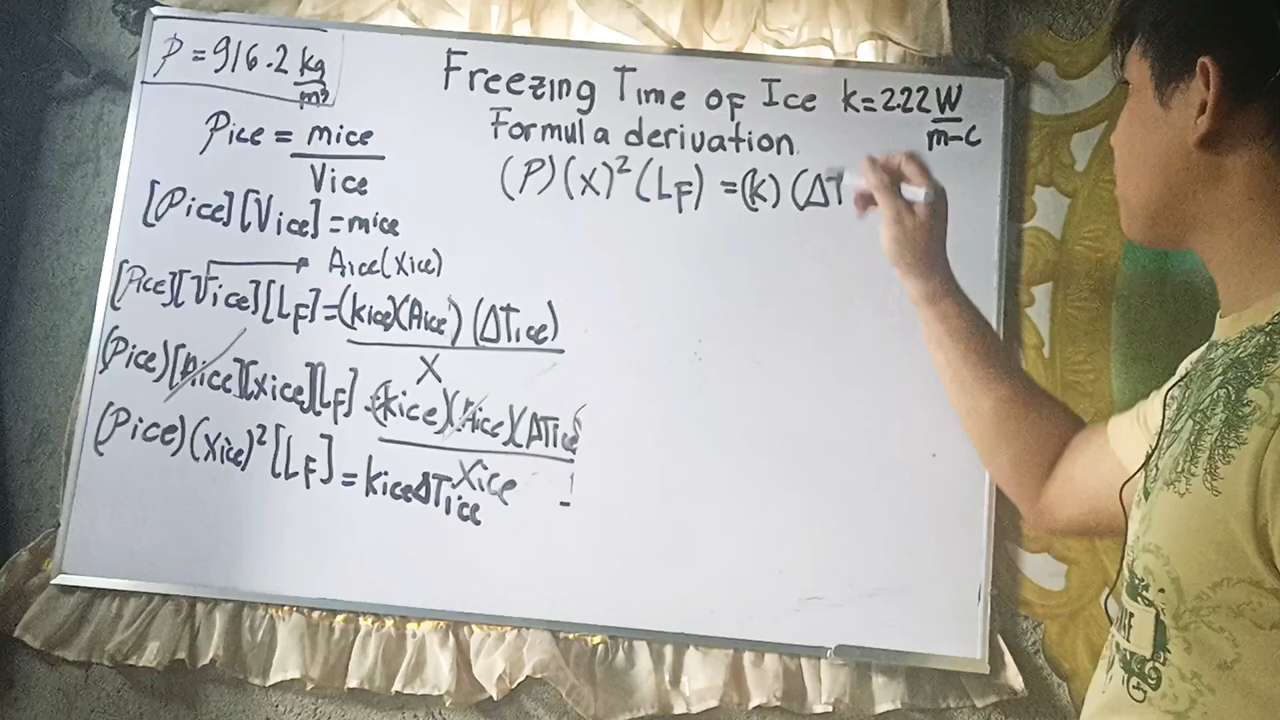 ρ = 916.2 kg/m³
ρice = mice/Vice
[ρice][Vice] = mice
Aice(xice)
[ρice][Vice][LF] = (kice)(Aice)(ΔTice)/X
(ρice)[Aice][xice][LF] = (kice)(Aice)(ΔTice)/Xice
(ρice)(xice)²[LF] = kiceΔTice
Freezing Time of Ice k=2.22 W/m-C
Formula derivation
(ρ)(x)²(LF) = (k)(ΔT